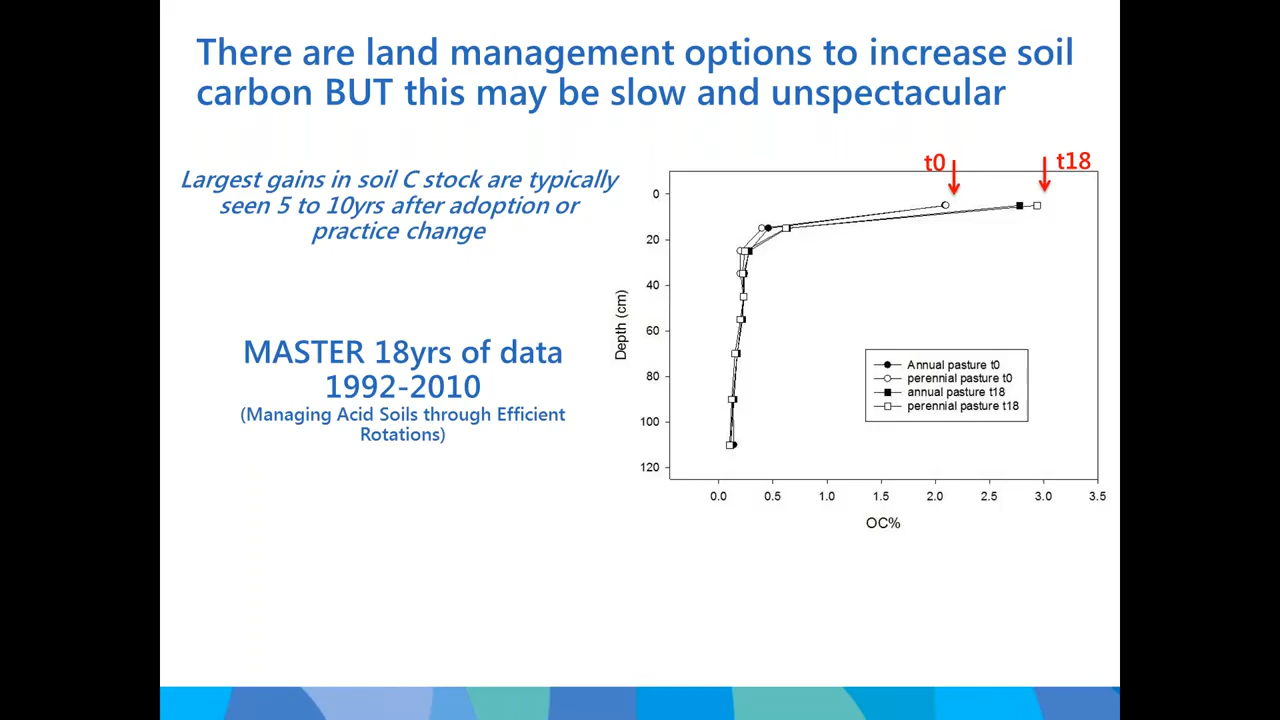 There are land management options to increase soil
carbon BUT this may be slow and unspectacular
Largest gains in soil C stock are typically
seen 5 to 10yrs after adoption or
practice change
MASTER 18yrs of data
1992-2010
(Managing Acid Soils through Efficient
Rotations)
t0
t18
0
20
40
60
80
100
120
Depth (cm)
Annual pasture t0
perennial pasture t0
annual pasture t18
perennial pasture t18
0.0 0.5 1.0 1.5 2.0 2.5 3.0 3.5
OC%